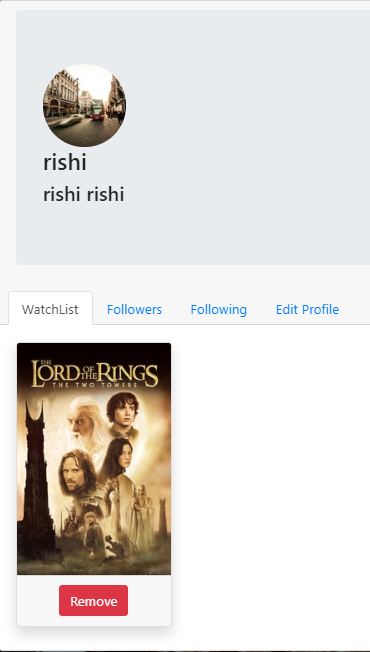 rishi
rishi rishi
WatchList Followers Following Edit Profile
THE LORD OF THE RINGS
THE TWO TOWERS
Remove